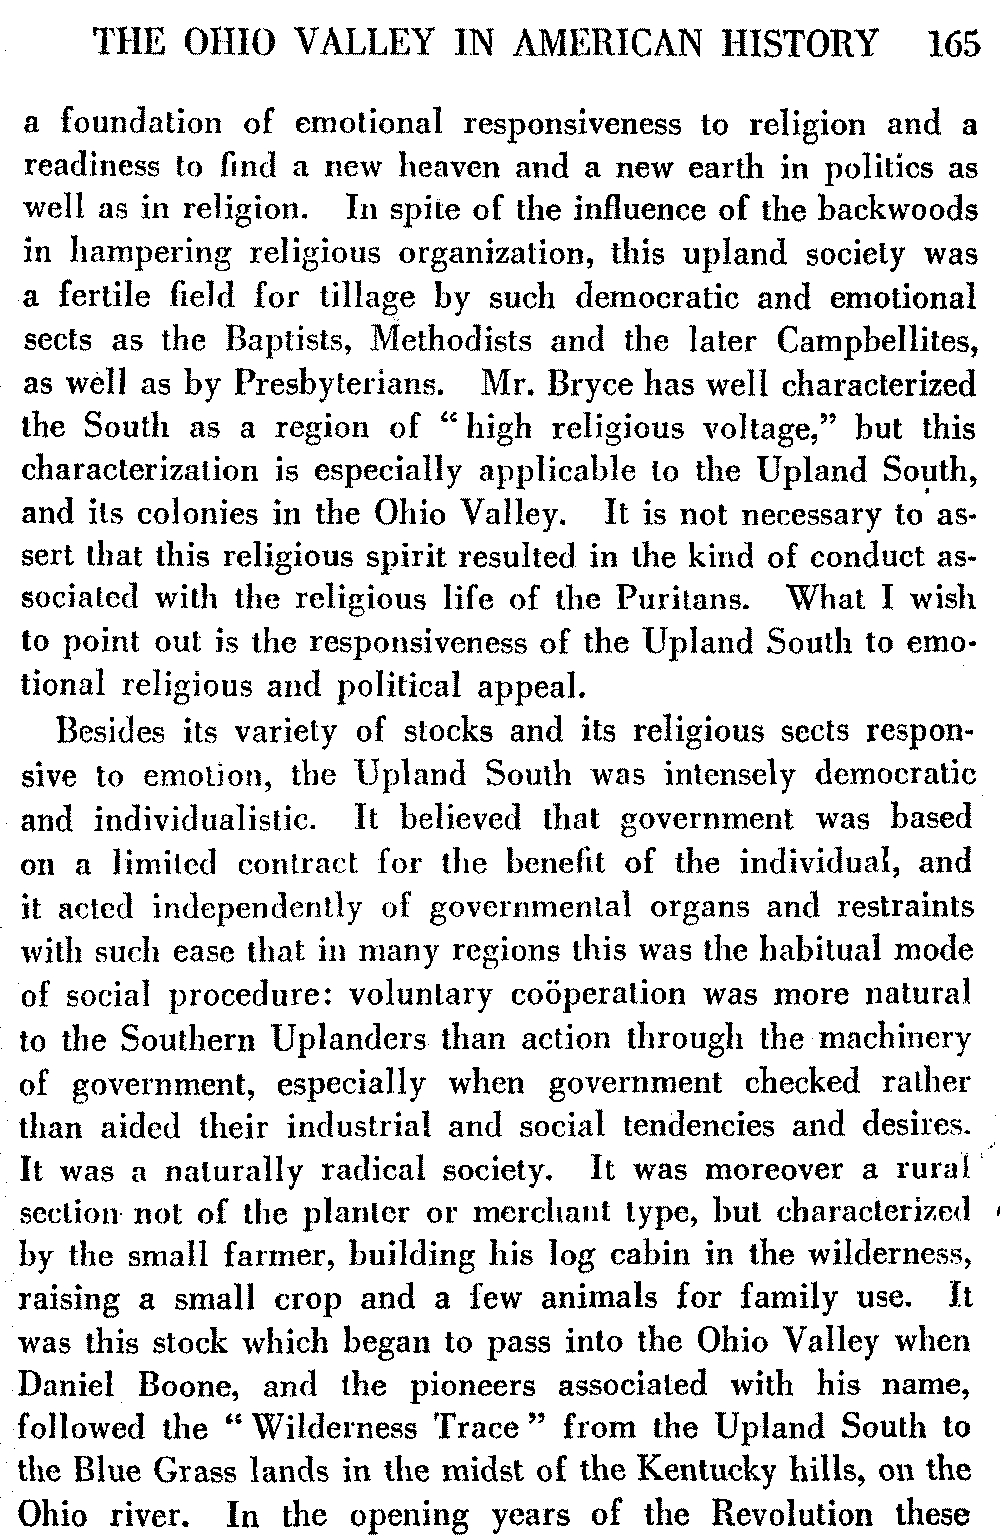 THE OHIO VALLEY IN AMERICAN HISTORY 165
a foundation of emotional responsiveness to religion and a
readiness to find a new heaven and a new earth in politics as
well as in religion. In spite of the influence of the backwoods
in hampering religious organization, this upland society was
a fertile field for tillage by such democratic and emotional
sects as the Baptists, Methodists and the later Campbellites,
as well as by Presbyterians. Mr. Bryce has well characterized
the South as a region of “high religious voltage,” but this
characterization is especially applicable to the Upland South,
and its colonies in the Ohio Valley. It is not necessary to as-
sert that this religious spirit resulted in the kind of conduct as-
sociated with the religious life of the Puritans. What I wish
to point out is the responsiveness of the Upland South to emo-
tional religious and political appeal.
Besides its variety of stocks and its religious sects respon-
sive to emotion, the Upland South was intensely democratic
and individualistic. It believed that government was based
on a limited contract for the benefit of the individual, and
it acted independently of governmental organs and restraints
with such ease that in many regions this was the habitual mode
of social procedure: voluntary coöperation was more natural
to the Southern Uplanders than action through the machinery
of government, especially when government checked rather
than aided their industrial and social tendencies and desires.
It was a naturally radical society. It was moreover a rural
section not of the planter or merchant type, but characterized
by the small farmer, building his log cabin in the wilderness,
raising a small crop and a few animals for family use. It
was this stock which began to pass into the Ohio Valley when
Daniel Boone, and the pioneers associated with his name,
followed the “Wilderness Trace” from the Upland South to
the Blue Grass lands in the midst of the Kentucky hills, on the
Ohio river. In the opening years of the Revolution these